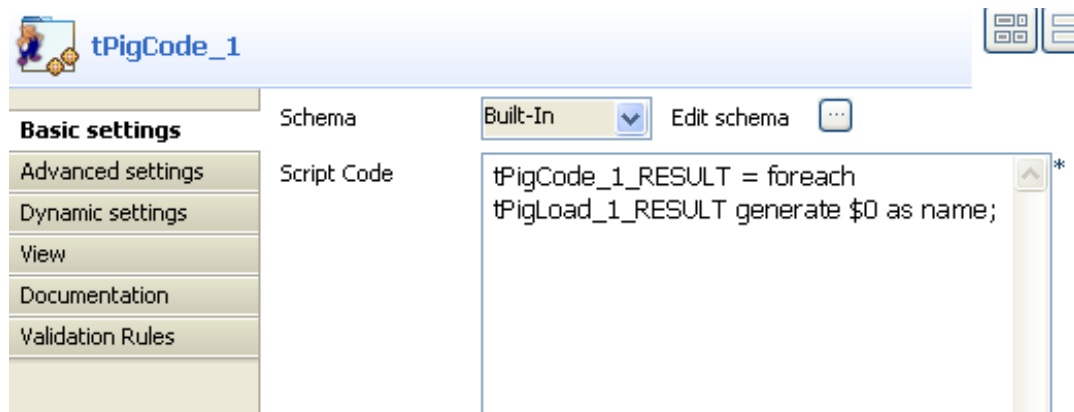 tPigCode_1
Basic settings
Advanced settings
Dynamic settings
View
Documentation
Validation Rules
Schema
Built-In
Edit schema
...
Script Code
tPigCode_1_RESULT = foreach
tPigLoad_1_RESULT generate $0 as name;
*